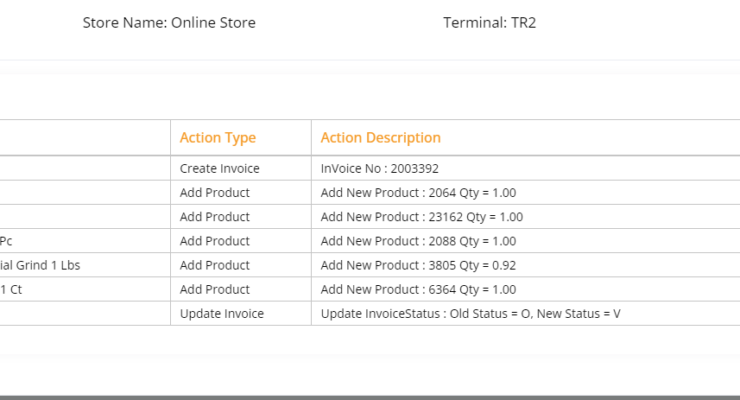 Store Name: Online Store Terminal: TR2
Action Type Action Description
Create Invoice InVoice No : 2003392
Add Product Add New Product : 2064 Qty = 1.00
Add Product Add New Product : 23162 Qty = 1.00
Pc Add Product Add New Product : 2088 Qty = 1.00
ial Grind 1 Lbs Add Product Add New Product : 3805 Qty = 0.92
1 Ct Add Product Add New Product : 6364 Qty = 1.00
Update Invoice Update InvoiceStatus : Old Status = O, New Status = V